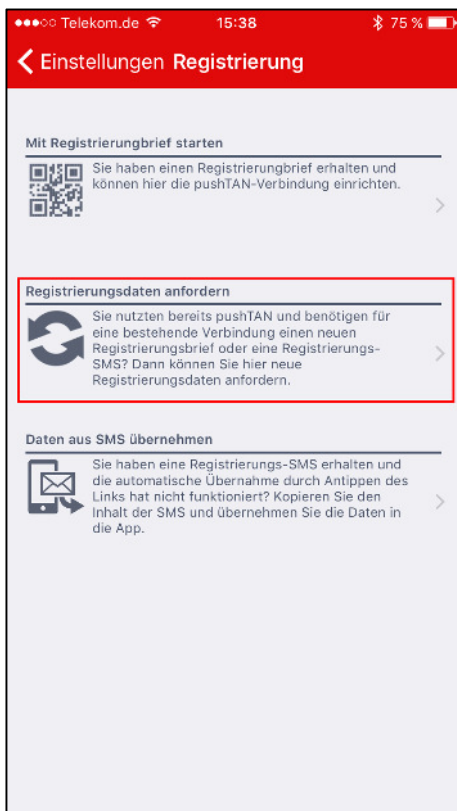 Telekom.de 15:38 75 %
Einstellungen Registrierung
Mit Registrierungbrief starten
Sie haben einen Registrierungbrief erhalten und
können hier die pushTAN-Verbindung einrichten.
Registrierungsdaten anfordern
Sie nutzten bereits pushTAN und benötigen für
eine bestehende Verbindung einen neuen
Registrierungsbrief oder eine Registrierungs-
SMS? Dann können Sie hier neue
Registrierungsdaten anfordern.
Daten aus SMS übernehmen
Sie haben eine Registrierungs-SMS erhalten und
die automatische Übernahme durch Antippen des
Links hat nicht funktioniert? Kopieren Sie den
Inhalt der SMS und übernehmen Sie die Daten in
die App.